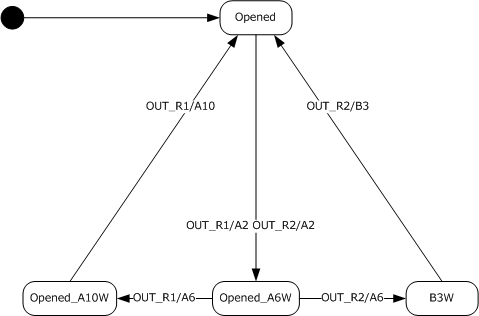 Opened
OUT_R1/A10
OUT_R2/B3
OUT_R1/A2 OUT_R2/A2
Opened_A10W
OUT_R1/A6
Opened_A6W
OUT_R2/A6
B3W